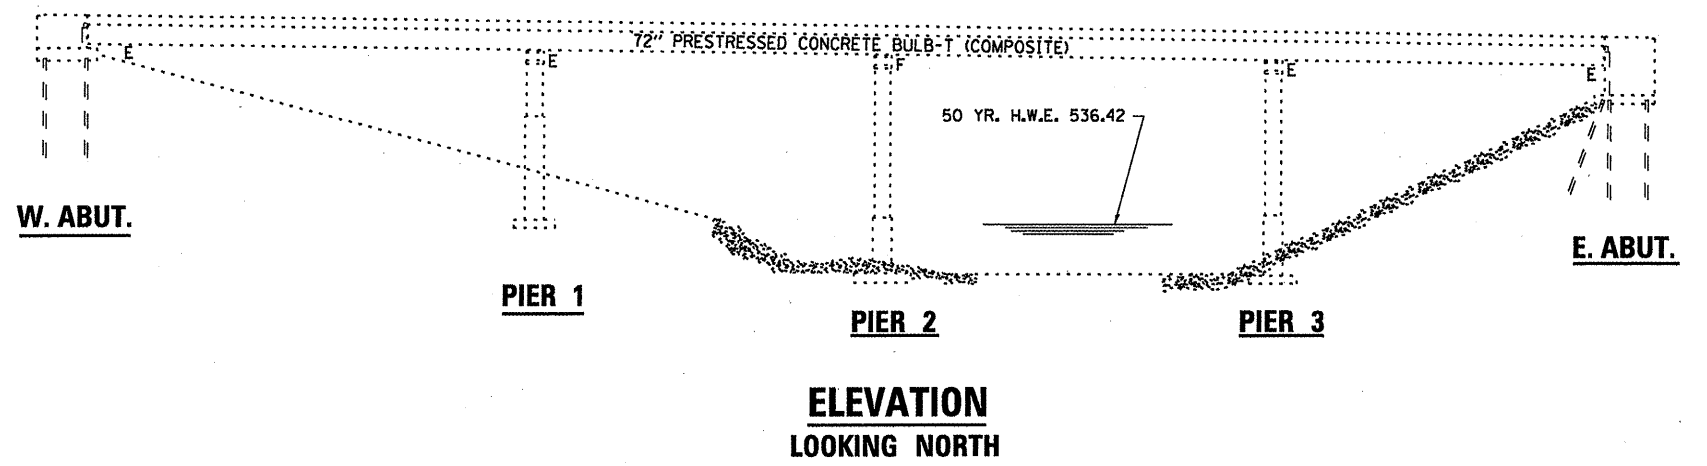 72" PRESTRESSED CONCRETE BULB-T (COMPOSITE)
E
E
F
E
E
50 YR. H.W.E. 536.42
W. ABUT.
E. ABUT.
PIER 1
PIER 2
PIER 3
ELEVATION
LOOKING NORTH